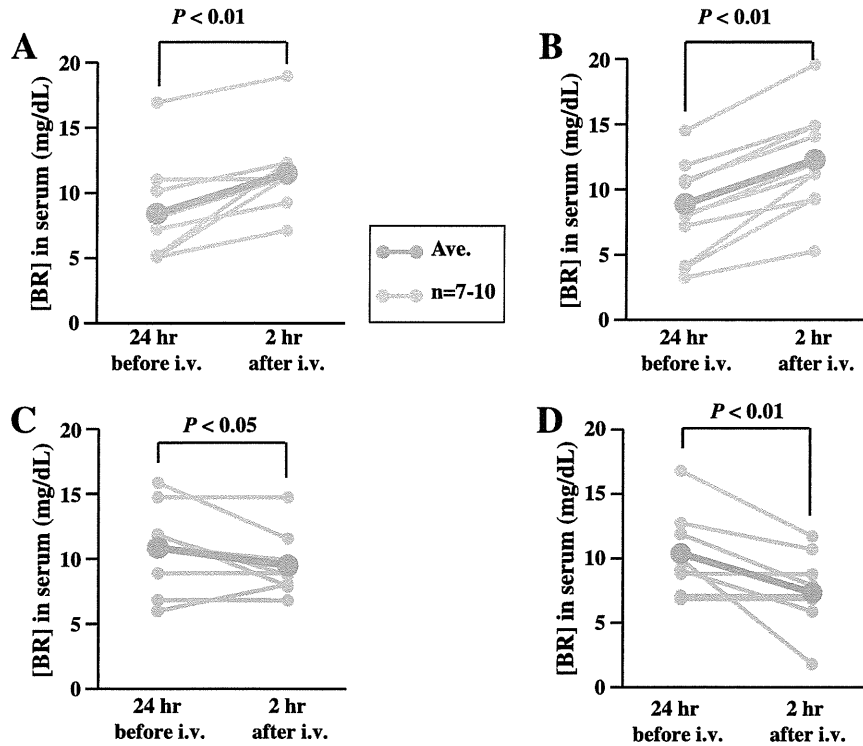 P < 0.01
A
[BR] in serum (mg/dL)
20
15
10
5
0
24 hr
before i.v.
2 hr
after i.v.
Ave.
n=7-10
P < 0.01
B
[BR] in serum (mg/dL)
20
15
10
5
0
24 hr
before i.v.
2 hr
after i.v.
P < 0.05
C
[BR] in serum (mg/dL)
20
15
10
5
0
24 hr
before i.v.
2 hr
after i.v.
P < 0.01
D
[BR] in serum (mg/dL)
20
15
10
5
0
24 hr
before i.v.
2 hr
after i.v.